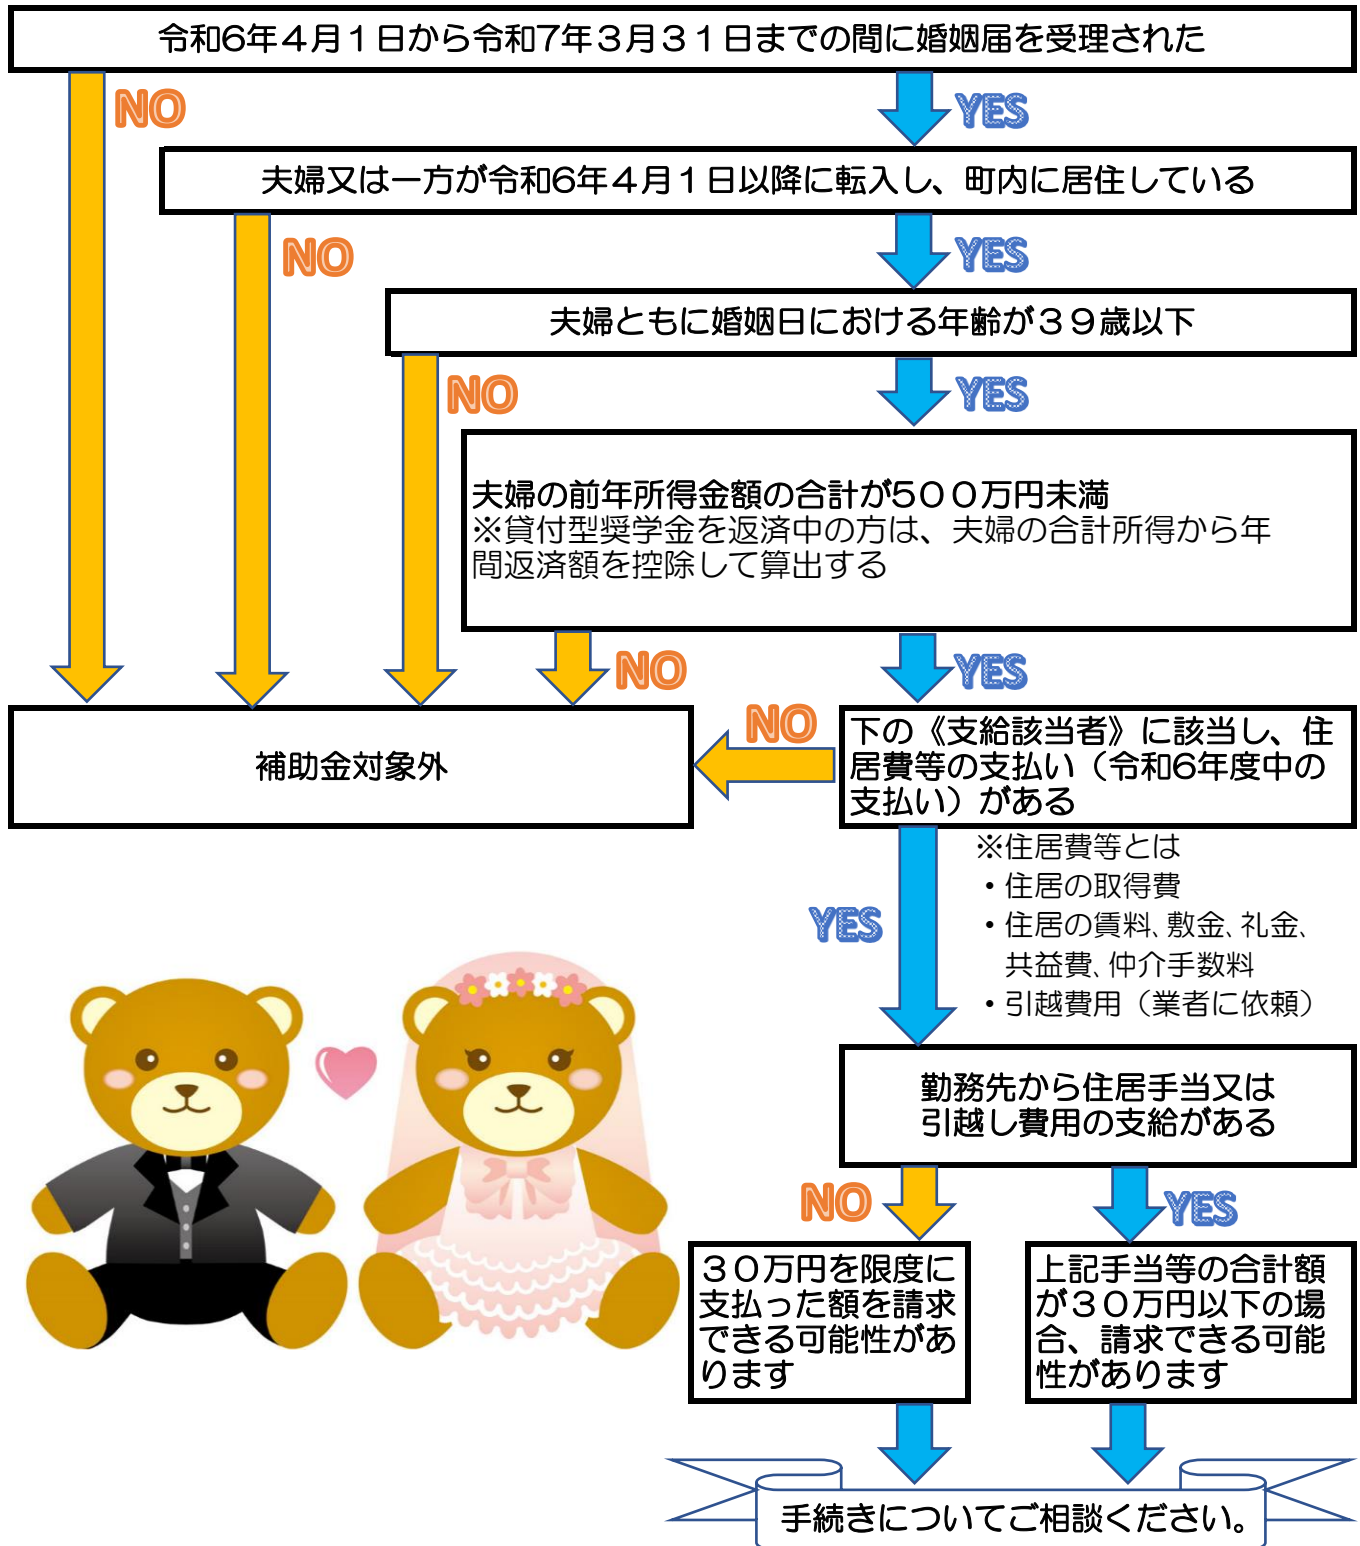 令和6年４月１日から令和7年３月３１日までの間に婚姻届を受理された
NO
YES
夫婦又は一方が令和6年４月１日以降に転入し、町内に居住している
NO
YES
夫婦ともに婚姻日における年齢が３９歳以下
NO
YES
夫婦の前年所得金額の合計が5００万円未満
※貸付型奨学金を返済中の方は、夫婦の合計所得から年
間返済額を控除して算出する
NO
YES
補助金対象外
NO
下の《支給該当者》に該当し、住
居費等の支払い（令和6年度中の
支払い）がある
※住居費等とは
・住居の取得費
・住居の賃料、敷金、礼金、
共益費、仲介手数料
・引越費用（業者に依頼）
YES
勤務先から住居手当又は
引越し費用の支給がある
NO
YES
３０万円を限度に
支払った額を請求
できる可能性があ
ります
上記手当等の合計額
が３０万円以下の場
合、請求できる可能
性があります
手続きについてご相談ください。